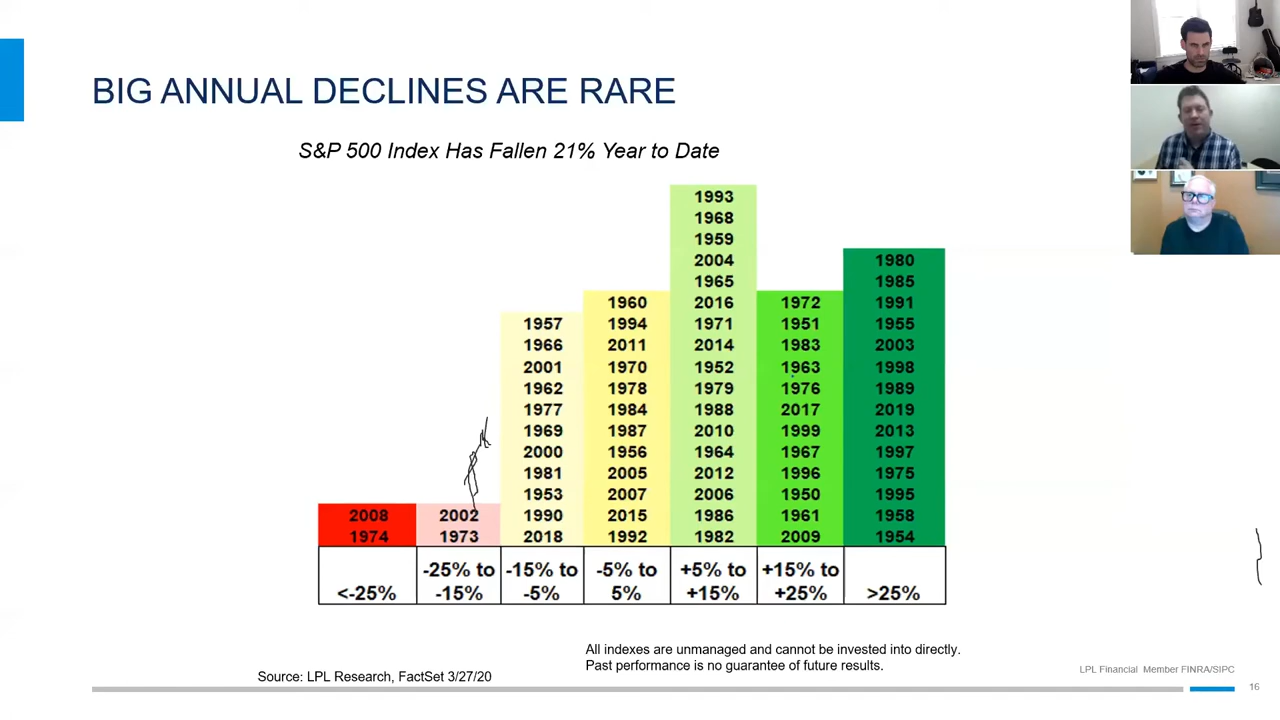 BIG ANNUAL DECLINES ARE RARE
S&P 500 Index Has Fallen 21% Year to Date
1993
1968
1959
2004 1980
1965 1985
1960 2016 1972 1991
1957 1994 1971 1951 1955
1966 2011 2014 1983 2003
2001 1970 1952 1963 1998
1962 1978 1979 1976 1989
1977 1984 1988 2017 2019
1969 1987 2010 1999 2013
2000 1956 1964 1967 1997
1981 2005 2012 1996 1975
1953 2007 2006 1950 1995
2008 2002 1990 2015 1986 1961 1958
1974 1973 2018 1992 1982 2009 1954
-25% to -15% to -5% to +5% to +15% to
<-25% -15% -5% 5% +15% +25% >25%
All indexes are unmanaged and cannot be invested into directly.
Past performance is no guarantee of future results.
Source: LPL Research, FactSet 3/27/20
LPL Financial Member FINRA/SIPC
16